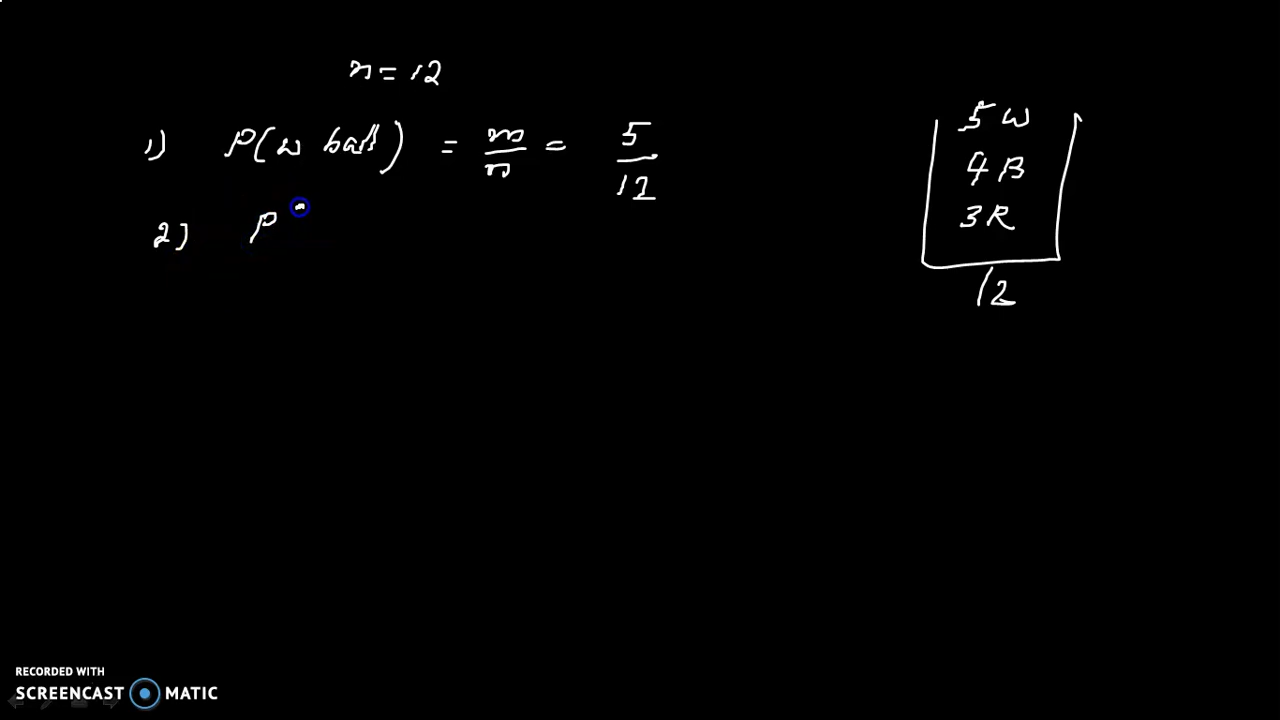 n = 12
1) P(W ball) = m/n = 5/12
2) P
5 W
4 B
3 R
12
RECORDED WITH
SCREENCAST MATIC